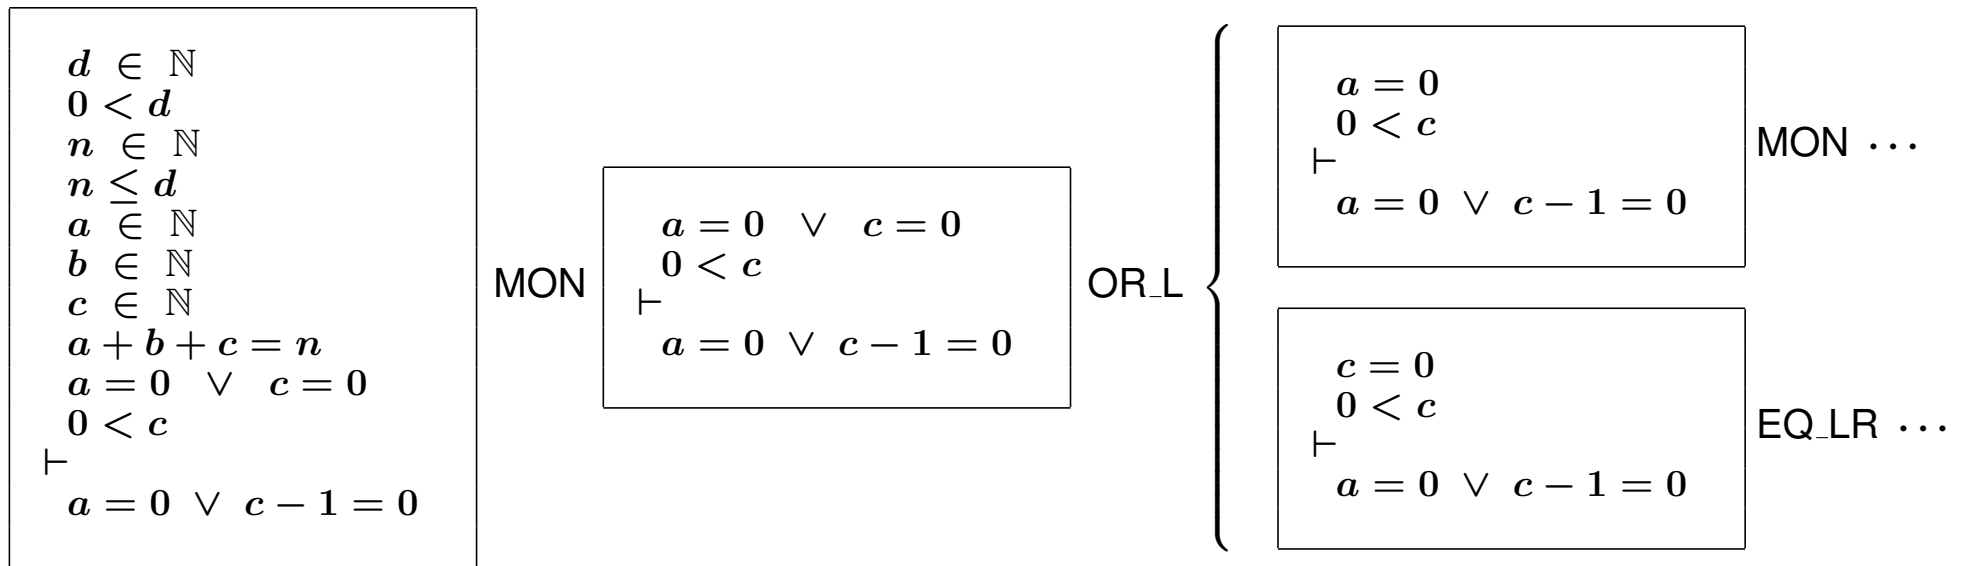 d ∈ ℕ
0 < d
n ∈ ℕ
n ≤ d
a ∈ ℕ
b ∈ ℕ
c ∈ ℕ
a + b + c = n
a = 0 ∨ c = 0
0 < c
⊢
a = 0 ∨ c − 1 = 0
MON
a = 0 ∨ c = 0
0 < c
⊢
a = 0 ∨ c − 1 = 0
OR_L
a = 0
0 < c
⊢
a = 0 ∨ c − 1 = 0
MON ···
c = 0
0 < c
⊢
a = 0 ∨ c − 1 = 0
EQ_LR ···